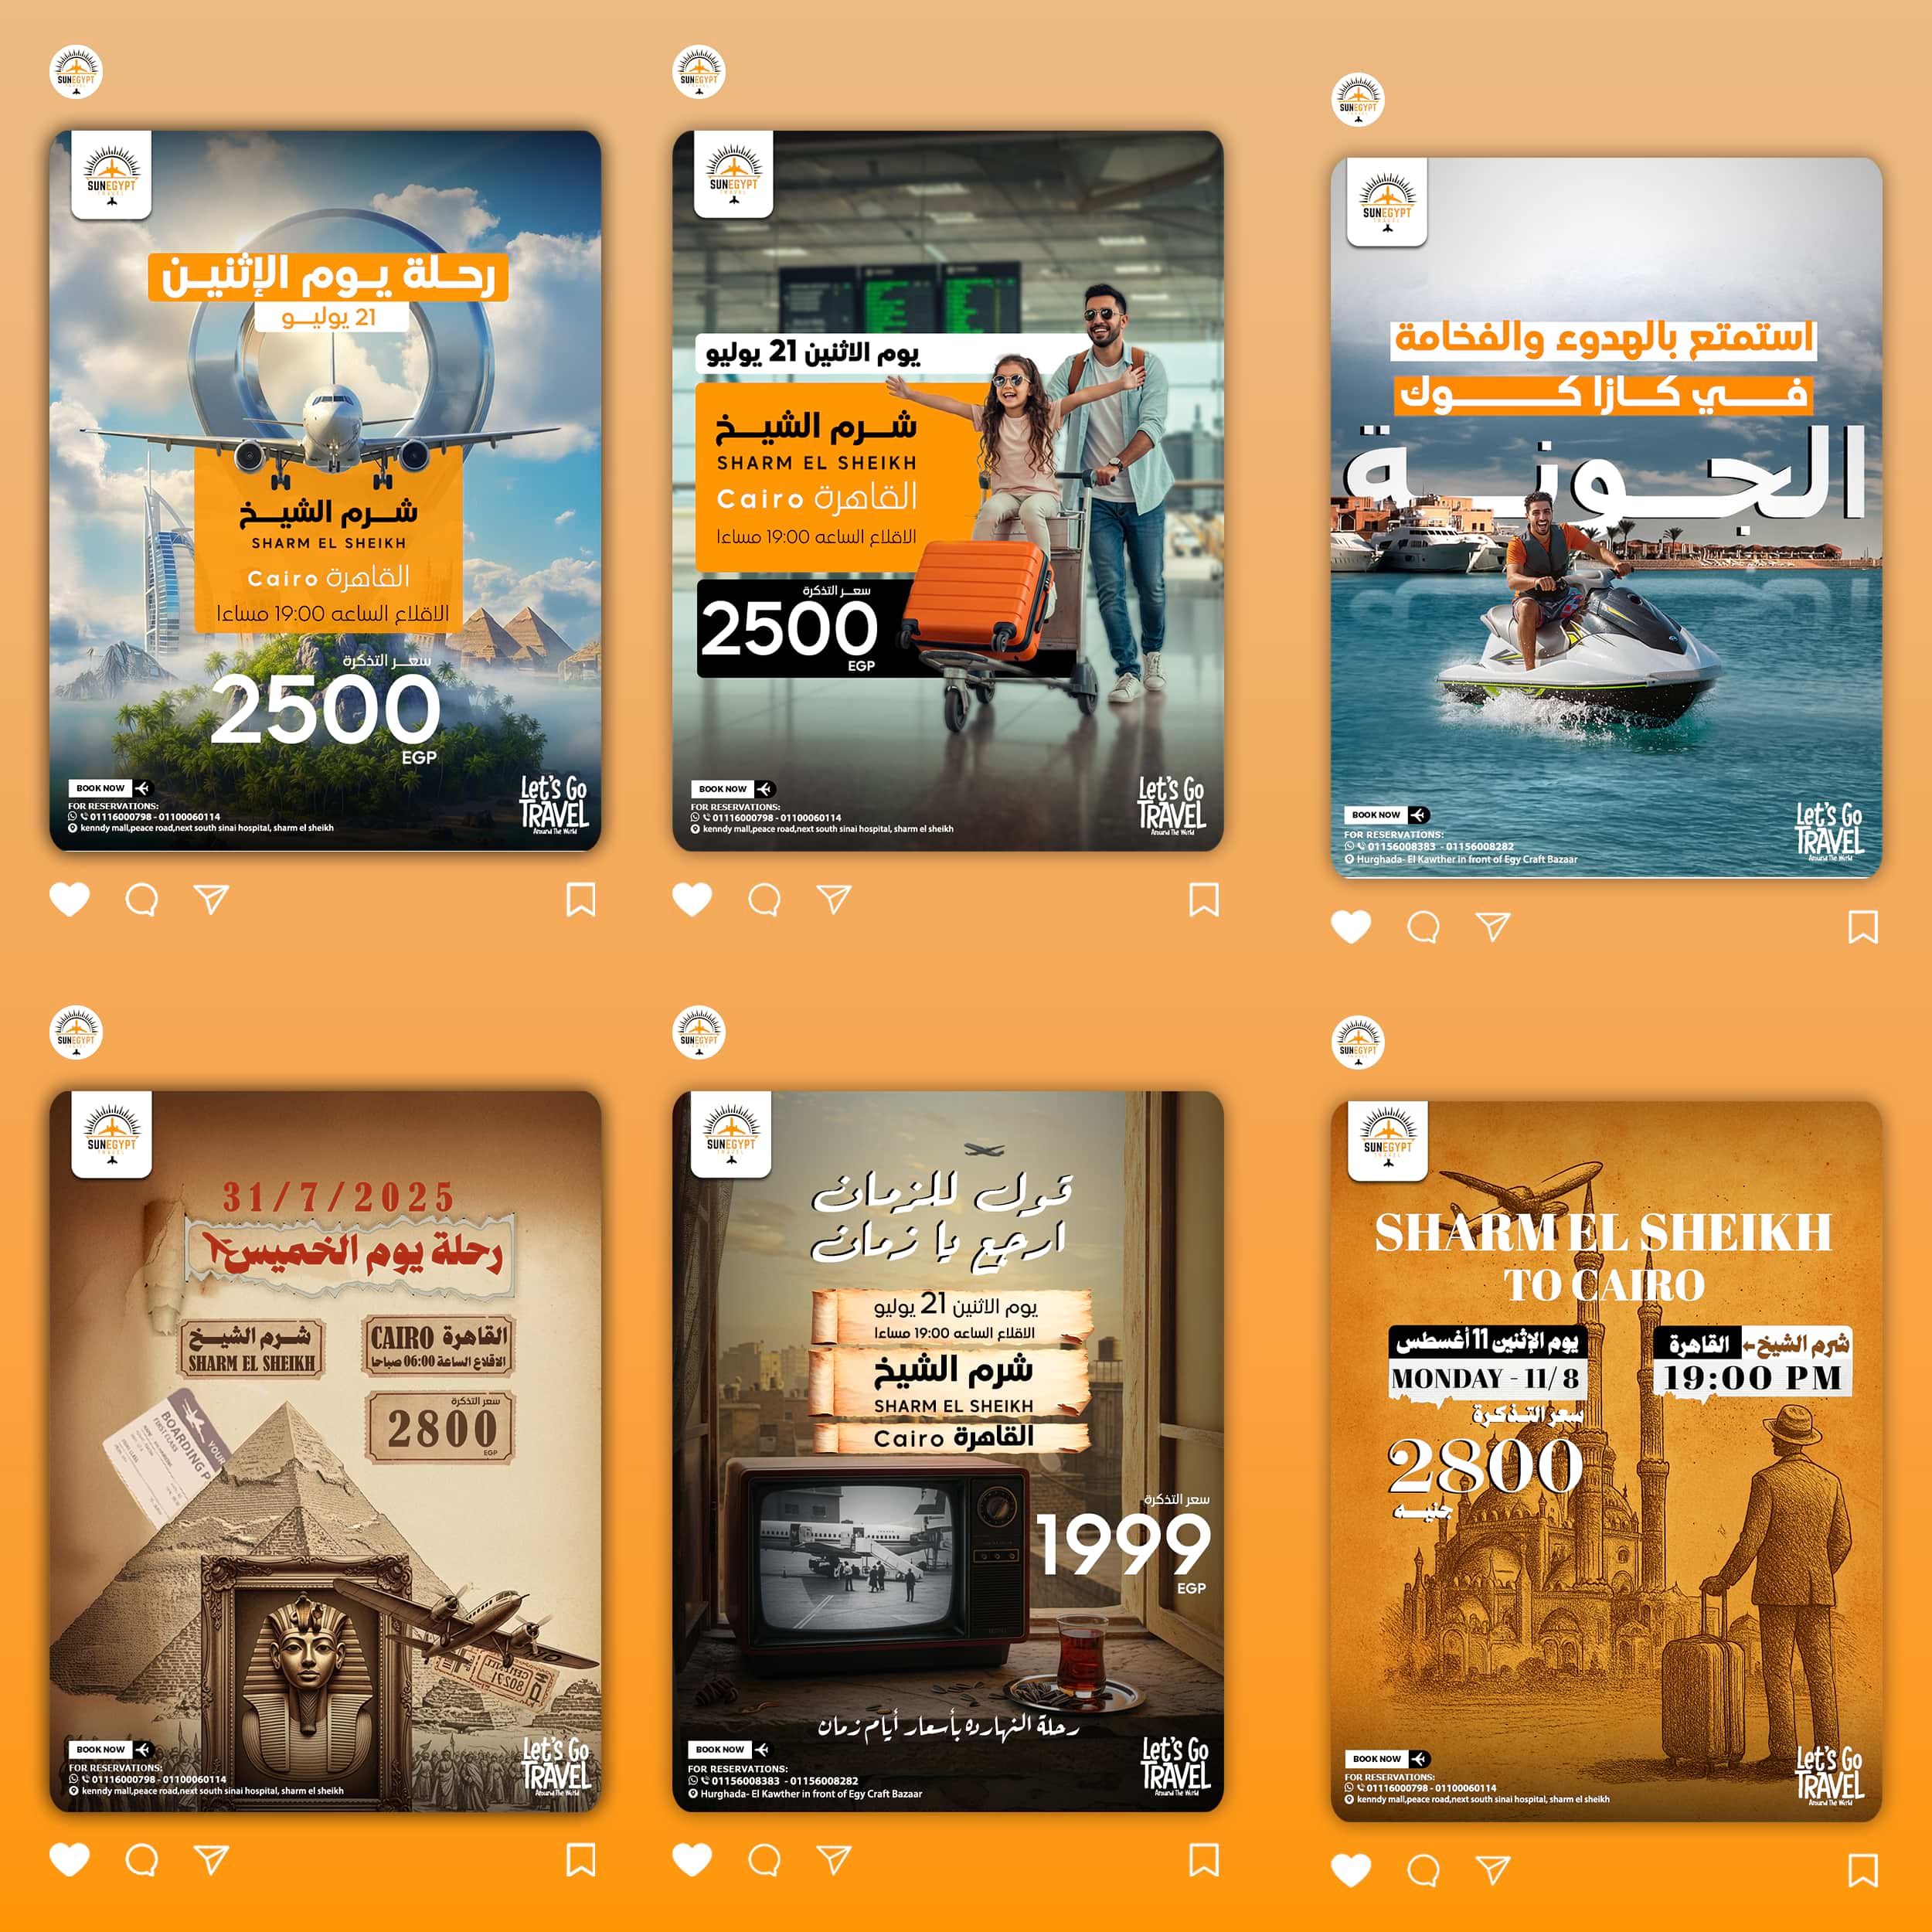 SUNEGYPT
SUNEGYPT
TRAVEL
رحلة يوم الإثنين
21 يوليو
شرم الشيخ
SHARM EL SHEIKH
Cairo القاهرة
الاقلاع الساعه 19:00 مساءا
سعر التذكرة
2500
EGP
BOOK NOW
FOR RESERVATIONS:
01116000798 - 01100060114
kenndy mall,peace road,next south sinai hospital, sharm el sheikh
Let's Go
TRAVEL
Around The World
SUNEGYPT
SUNEGYPT
TRAVEL
يوم الاثنين 21 يوليو
شرم الشيخ
SHARM EL SHEIKH
Cairo القاهرة
الاقلاع الساعه 19:00 مساءا
سعر التذكرة
2500
EGP
BOOK NOW
FOR RESERVATIONS:
01116000798 - 01100060114
kenndy mall,peace road,next south sinai hospital, sharm el sheikh
Let's Go
TRAVEL
Around The World
SUNEGYPT
SUNEGYPT
TRAVEL
استمتع بالهدوء والفخامة
في كازا كوك
الجونة
BOOK NOW
FOR RESERVATIONS:
01156008383 - 01156008282
Hurghada- El Kawther in front of Egy Craft Bazaar
Let's Go
TRAVEL
Around The World
SUNEGYPT
SUNEGYPT
TRAVEL
31/7/2025
رحلة يوم الخميس
شرم الشيخ
SHARM EL SHEIKH
CAIRO القاهرة
الاقلاع الساعة 06:00 صباحا
سعر التذكرة
2800
EGP
BOARDING P
FIRST CLASS
YOUR
BOOK NOW
FOR RESERVATIONS:
01116000798 - 01100060114
kenndy mall,peace road,next south sinai hospital, sharm el sheikh
Let's Go
TRAVEL
Around The World
SUNEGYPT
SUNEGYPT
TRAVEL
قول للزمان
ارجع يا زمان
يوم الاثنين 21 يوليو
الاقلاع الساعه 19:00 مساءا
شرم الشيخ
SHARM EL SHEIKH
Cairo القاهرة
سعر التذكرة
1999
EGP
رحلة النهارده بأسعار أيام زمان
BOOK NOW
FOR RESERVATIONS:
01156008383 - 01156008282
Hurghada- El Kawther in front of Egy Craft Bazaar
Let's Go
TRAVEL
Around The World
SUNEGYPT
SUNEGYPT
TRAVEL
SHARM EL SHEIKH
TO CAIRO
يوم الإثنين 11 أغسطس
MONDAY - 11/8
شرم الشيخ← القاهرة
19:00 PM
سعر التذكرة
2800
جنيه
BOOK NOW
FOR RESERVATIONS:
01116000798 - 01100060114
kenndy mall,peace road,next south sinai hospital, sharm el sheikh
Let's Go
TRAVEL
Around The World